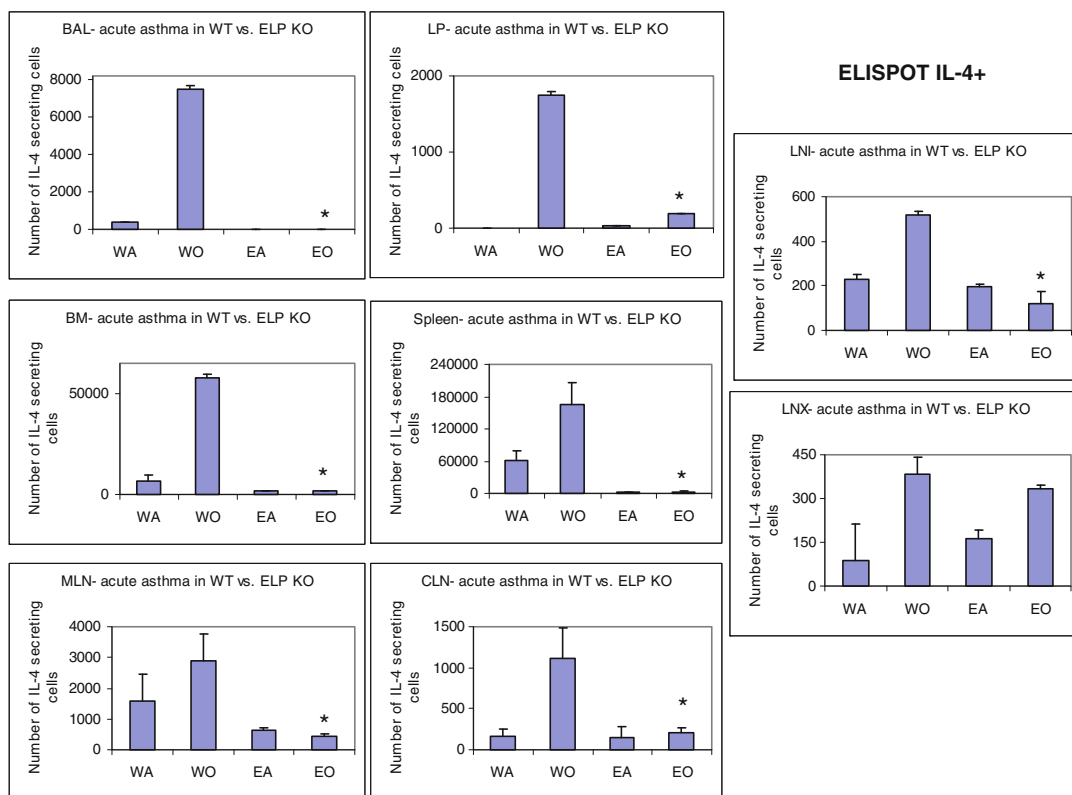 BAL- acute asthma in WT vs. ELP KO
Number of IL-4 secreting cells
8000
6000
4000
2000
0
WA WO EA EO
*
LP- acute asthma in WT vs. ELP KO
Number of IL-4 secreting cells
2000
1000
0
WA WO EA EO
*
ELISPOT IL-4+
LNI- acute asthma in WT vs. ELP KO
Number of IL-4 secreting
cells
600
400
200
0
WA WO EA EO
*
BM- acute asthma in WT vs. ELP KO
Number of IL-4 secreting
cells
50000
0
WA WO EA EO
*
Spleen- acute asthma in WT vs. ELP KO
Number of IL-4 secreting
cells
240000
180000
120000
60000
0
WA WO EA EO
*
LNX- acute asthma in WT vs. ELP KO
Number of IL-4 secreting
cells
450
300
150
0
WA WO EA EO
MLN- acute asthma in WT vs. ELP KO
Number of IL-4 secreting
cells
4000
3000
2000
1000
0
WA WO EA EO
*
CLN- acute asthma in WT vs. ELP KO
Number of IL-4 secreting
cells
1500
1000
500
0
WA WO EA EO
*